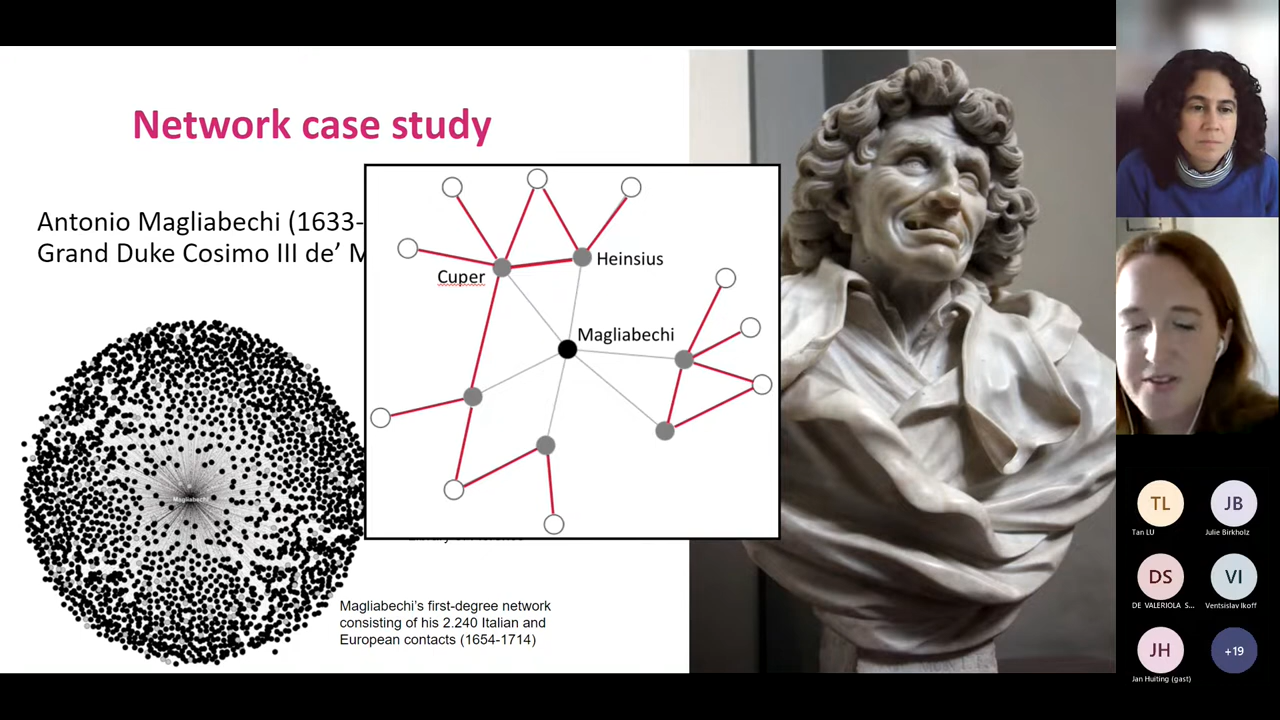 Network case study
Antonio Magliabechi (1633-
Grand Duke Cosimo III de’ M
Cuper
Heinsius
Magliabechi
Magliabechi
Magliabechi’s first-degree network
consisting of his 2.240 Italian and
European contacts (1654-1714)
TL
Tan LU
JB
Julie Birkholz
DS
DE VALERIOLA S...
VI
Ventsislav Ikoff
JH
Jan Huiting (gast)
+19